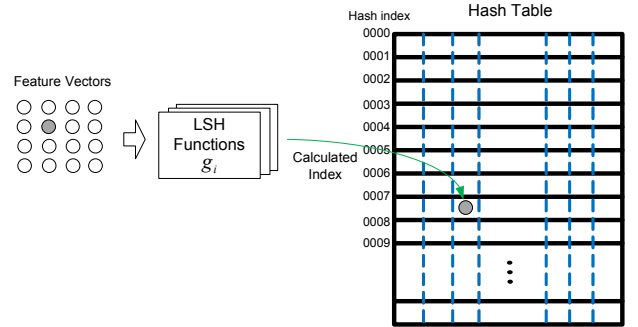 Hash Table
Hash index
0000
0001
0002
0003
0004
0005
0006
0007
0008
0009
Feature Vectors
LSH
Functions
g i
Calculated
Index